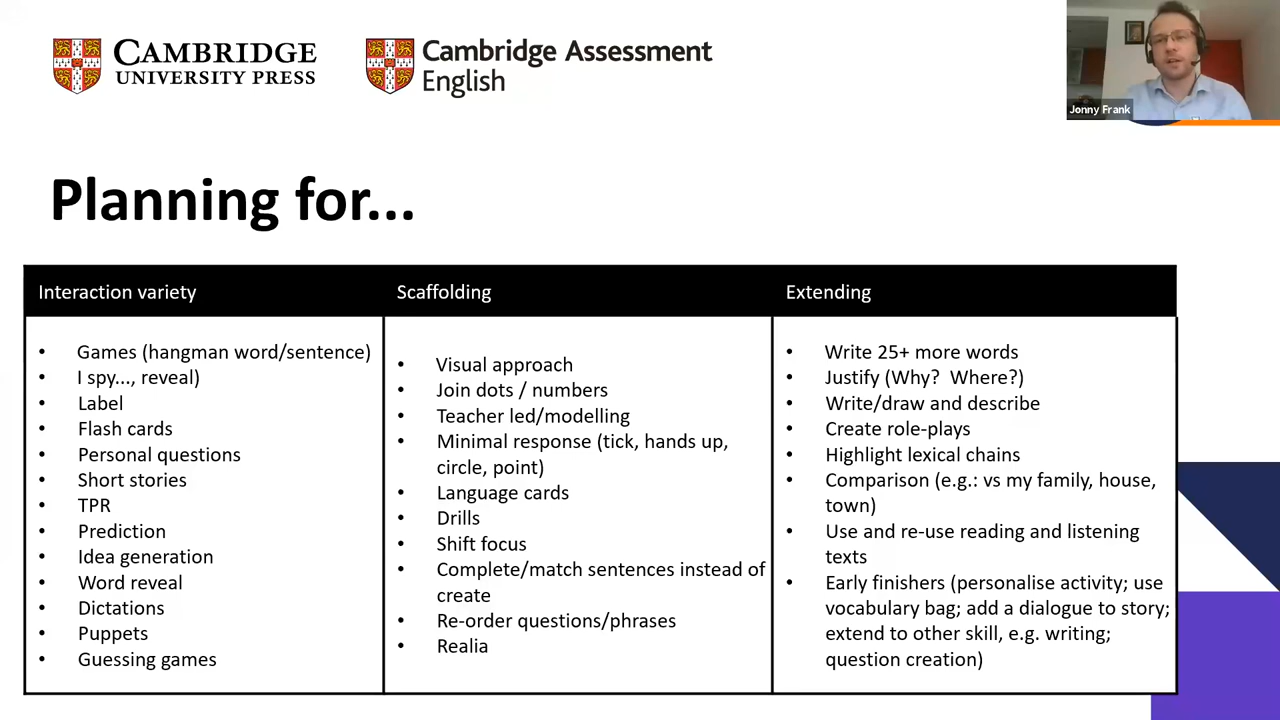 CAMBRIDGE
UNIVERSITY PRESS
Cambridge Assessment
English
Jonny Frank
Planning for...
Interaction variety
• Games (hangman word/sentence)
• I spy..., reveal)
• Label
• Flash cards
• Personal questions
• Short stories
• TPR
• Prediction
• Idea generation
• Word reveal
• Dictations
• Puppets
• Guessing games
Scaffolding
• Visual approach
• Join dots / numbers
• Teacher led/modelling
• Minimal response (tick, hands up,
circle, point)
• Language cards
• Drills
• Shift focus
• Complete/match sentences instead of
create
• Re-order questions/phrases
• Realia
Extending
• Write 25+ more words
• Justify (Why?  Where?)
• Write/draw and describe
• Create role-plays
• Highlight lexical chains
• Comparison (e.g.: vs my family, house,
town)
• Use and re-use reading and listening
texts
• Early finishers (personalise activity; use
vocabulary bag; add a dialogue to story;
extend to other skill, e.g. writing;
question creation)